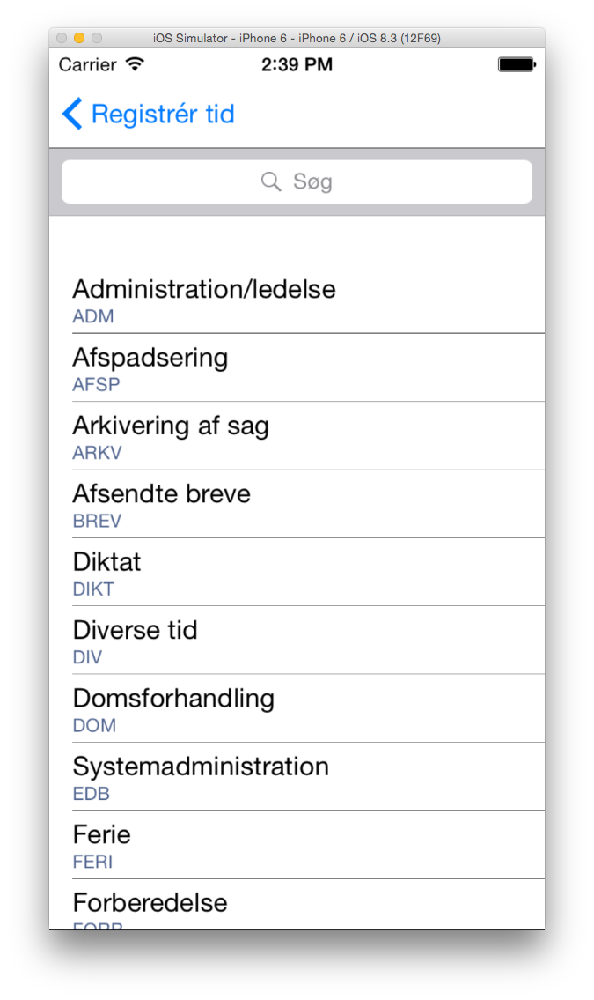 iOS Simulator - iPhone 6 - iPhone 6 / iOS 8.3 (12F69)
Carrier 2:39 PM
Registrér tid
Søg
Administration/ledelse
ADM
Afspadsering
AFSP
Arkivering af sag
ARKV
Afsendte breve
BREV
Diktat
DIKT
Diverse tid
DIV
Domsforhandling
DOM
Systemadministration
EDB
Ferie
FERI
Forberedelse
FORB